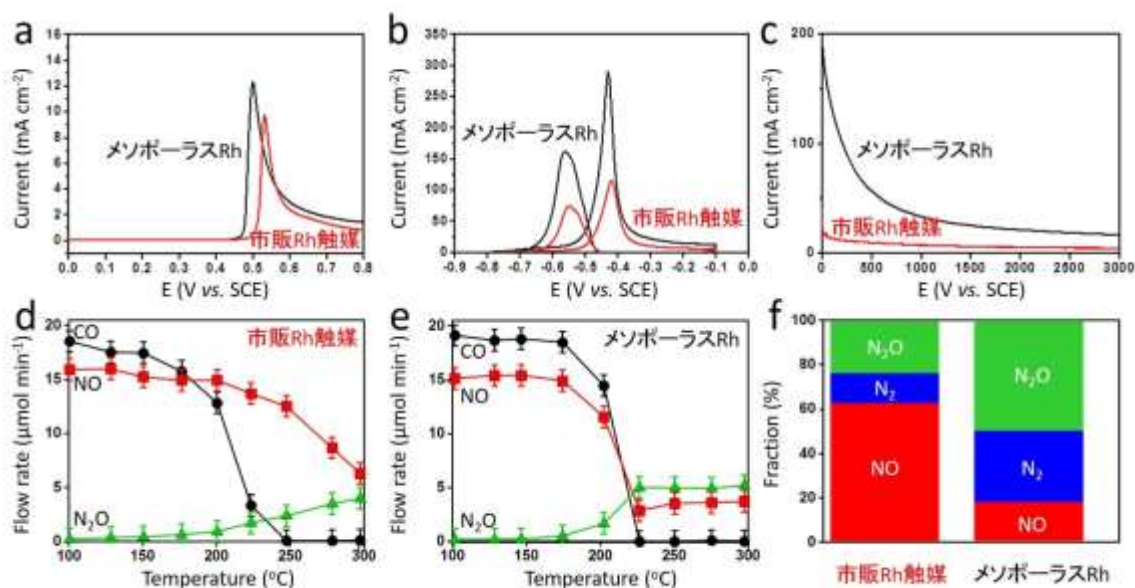 a
Current (mA cm⁻²)
16
14
12
10
8
6
4
2
0
メソポーラスRh
市販Rh触媒
0.0 0.1 0.2 0.3 0.4 0.5 0.6 0.7 0.8
E (V vs. SCE)
b
Current (mA cm⁻²)
350
300
250
200
150
100
50
0
メソポーラスRh
市販Rh触媒
-0.9 -0.8 -0.7 -0.6 -0.5 -0.4 -0.3 -0.2 -0.1 0.0
E (V vs. SCE)
c
Current (mA cm⁻²)
200
100
0
メソポーラスRh
市販Rh触媒
0 500 1000 1500 2000 2500 3000
E (V vs. SCE)
d
Flow rate (μmol min⁻¹)
20
15
10
5
0
市販Rh触媒
CO
NO
N₂O
100 150 200 250 300
Temperature (°C)
e
Flow rate (μmol min⁻¹)
20
15
10
5
0
メソポーラスRh
CO
NO
N₂O
100 150 200 250 300
Temperature (°C)
f
Fraction (%)
100
80
60
40
20
0
N₂O
N₂
NO
N₂O
N₂
NO
市販Rh触媒 メソポーラスRh